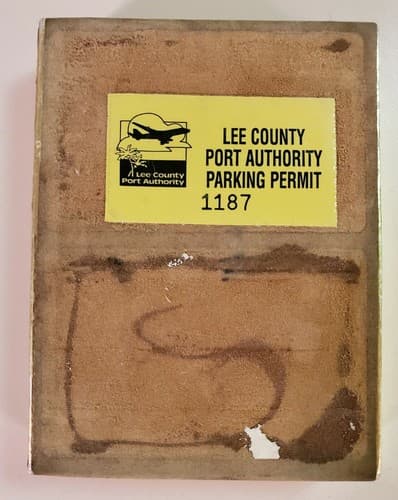 LEE COUNTY
PORT AUTHORITY
PARKING PERMIT
1187
Lee County
Port Authority